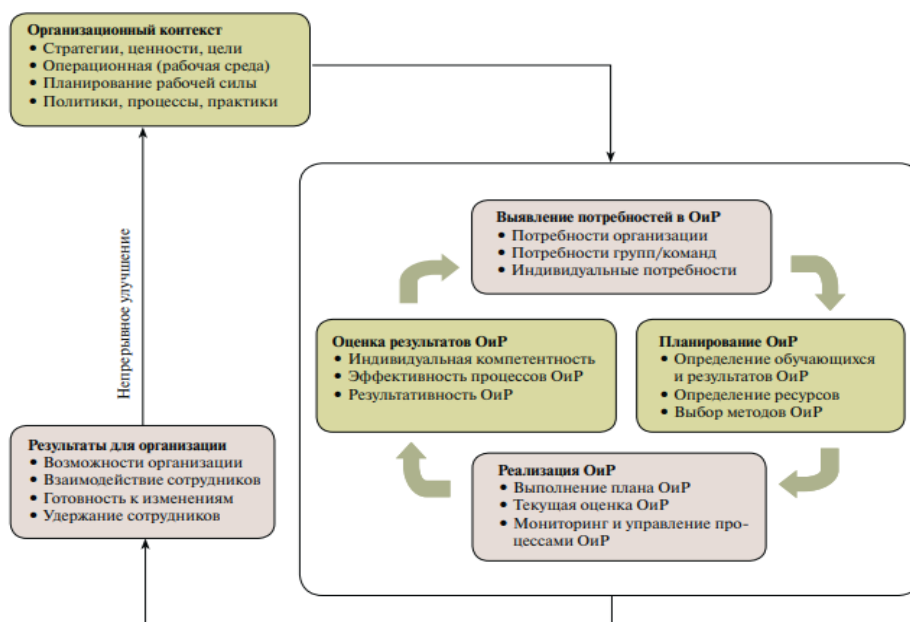 Организационный контекст
• Стратегии, ценности, цели
• Операционная (рабочая среда)
• Планирование рабочей силы
• Политики, процессы, практики
Непрерывное улучшение
Результаты для организации
• Возможности организации
• Взаимодействие сотрудников
• Готовность к изменениям
• Удержание сотрудников
Выявление потребностей в ОиР
• Потребности организации
• Потребности групп/команд
• Индивидуальные потребности
Оценка результатов ОиР
• Индивидуальная компетентность
• Эффективность процессов ОиР
• Результативность ОиР
Планирование ОиР
• Определение обучающихся
и результатов ОиР
• Определение ресурсов
• Выбор методов ОиР
Реализация ОиР
• Выполнение плана ОиР
• Текущая оценка ОиР
• Мониторинг и управление про-
цессами ОиР